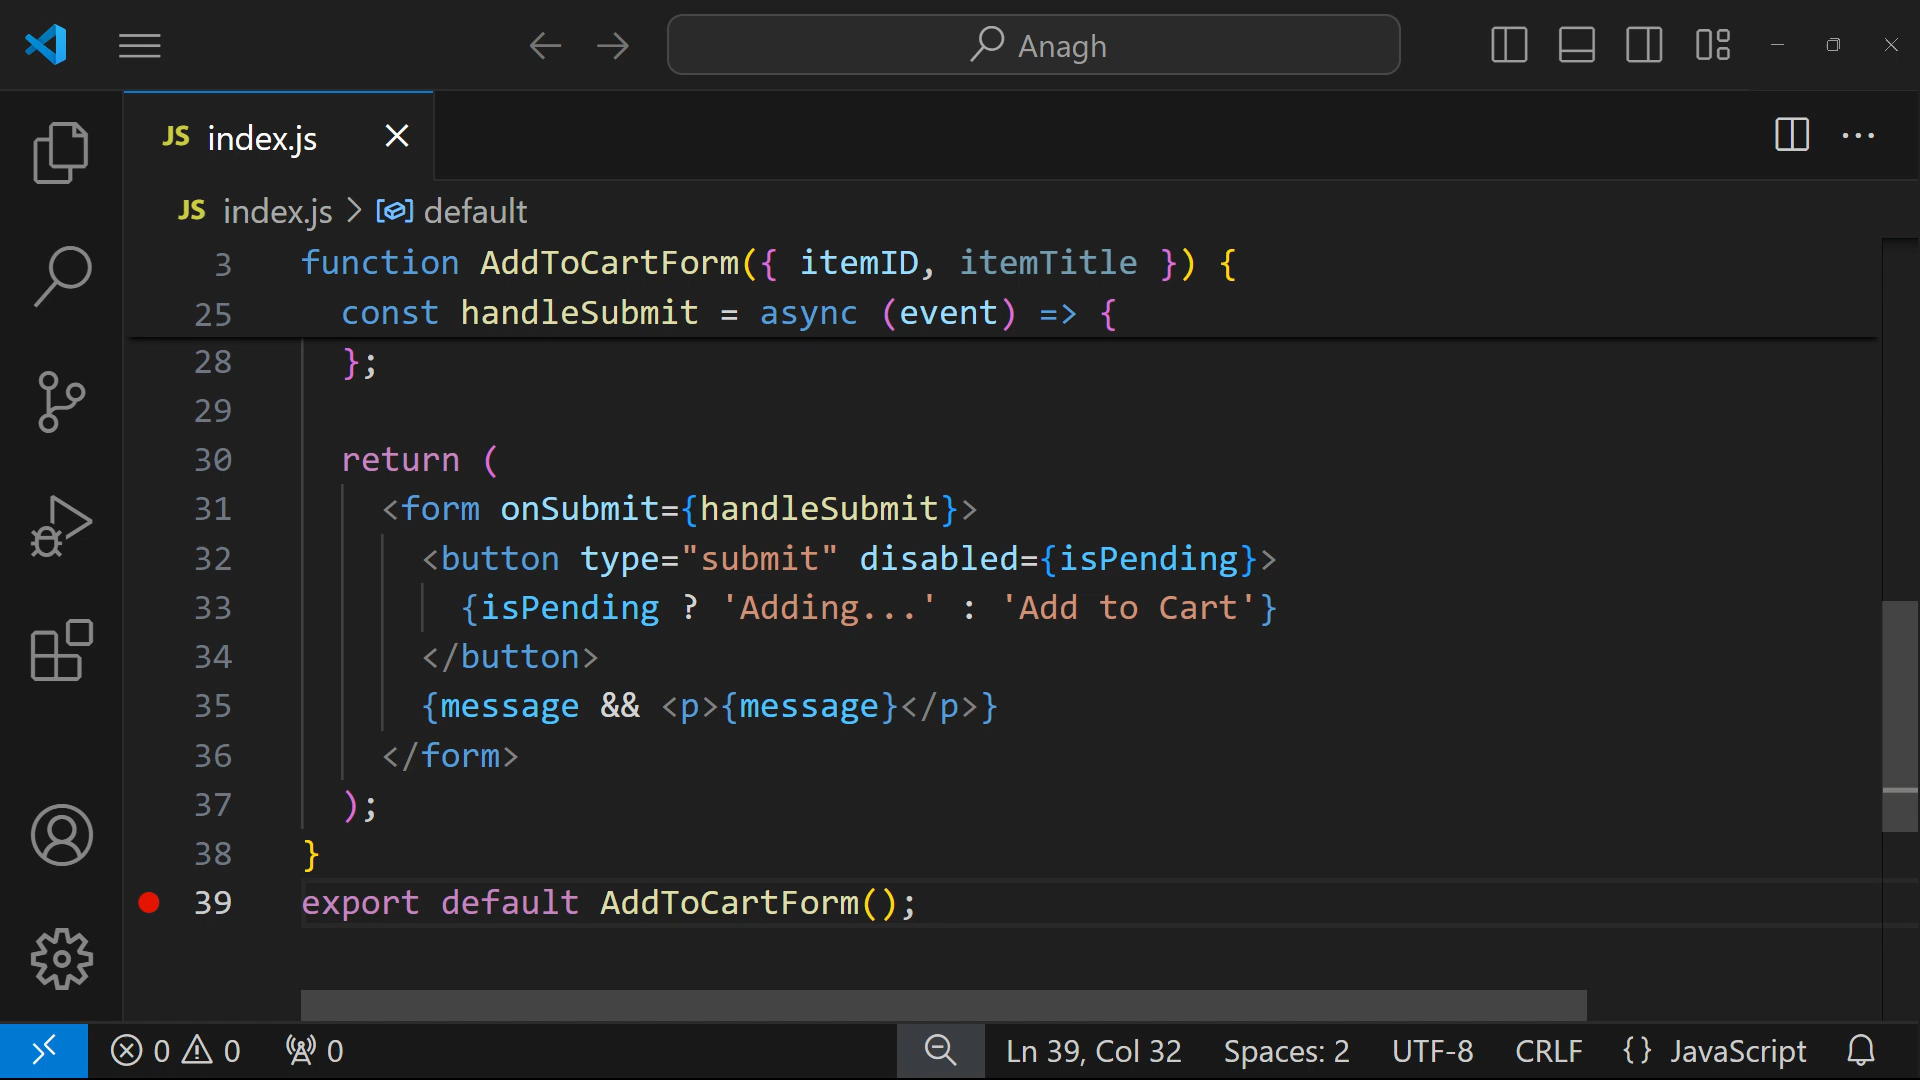 Anagh
JS index.js
JS index.js > default
3 function AddToCartForm({ itemID, itemTitle }) {
25 const handleSubmit = async (event) => {
28 };
29
30 return (
31 <form onSubmit={handleSubmit}>
32 <button type="submit" disabled={isPending}>
33 {isPending ? 'Adding...' : 'Add to Cart'}
34 </button>
35 {message && <p>{message}</p>}
36 </form>
37 );
38 }
39 export default AddToCartForm();
0 0 0 Ln 39, Col 32 Spaces: 2 UTF-8 CRLF {} JavaScript